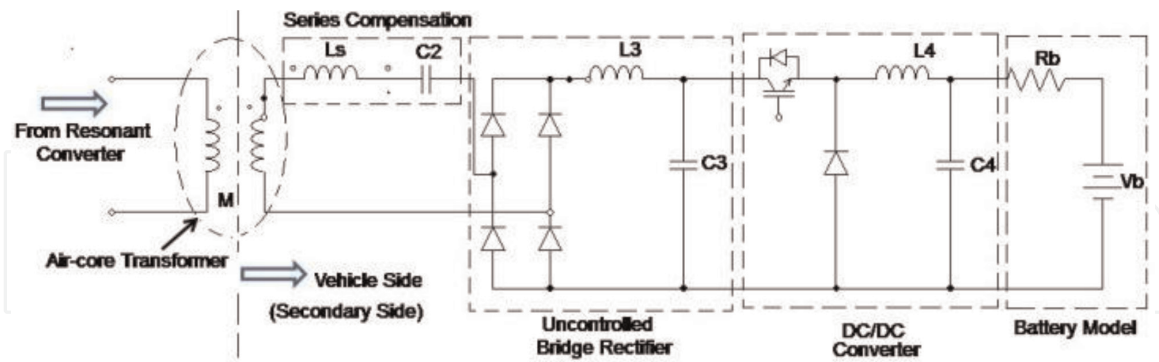 Series Compensation
Ls
C2
L3
L4
Rb
From Resonant
Converter
M
C3
C4
Vb
Air-core Transformer
Vehicle Side
(Secondary Side)
Uncontrolled
Bridge Rectifier
DC/DC
Converter
Battery Model